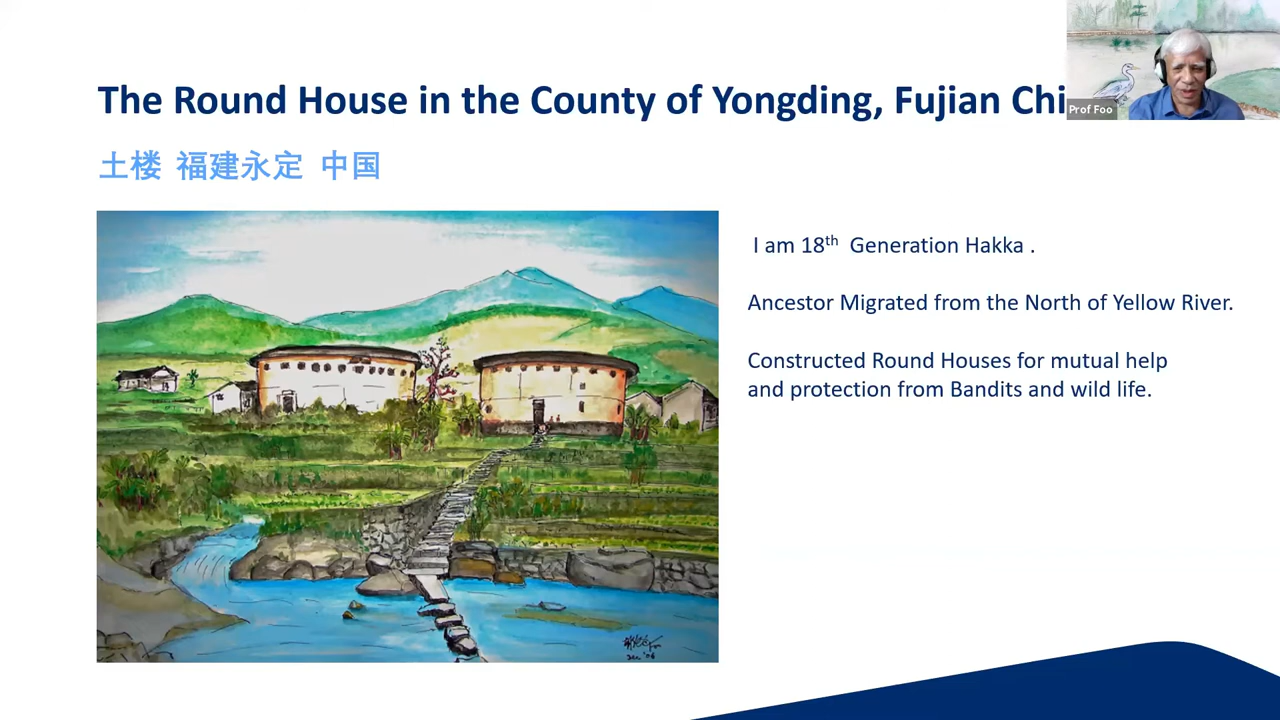 The Round House in the County of Yongding, Fujian Chi
Prof Foo
土楼 福建永定 中国
I am 18th Generation Hakka .
Ancestor Migrated from the North of Yellow River.
Constructed Round Houses for mutual help
and protection from Bandits and wild life.